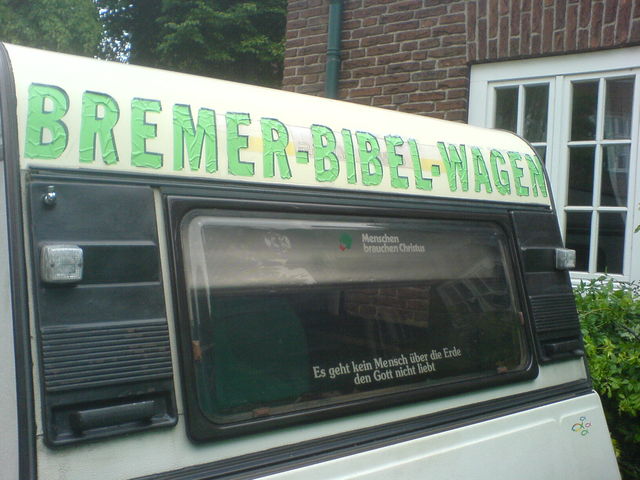 BREMER-BIBEL-WAGEN
Menschen
brauchen Christus
Es geht kein Mensch über die Erde
den Gott nicht liebt